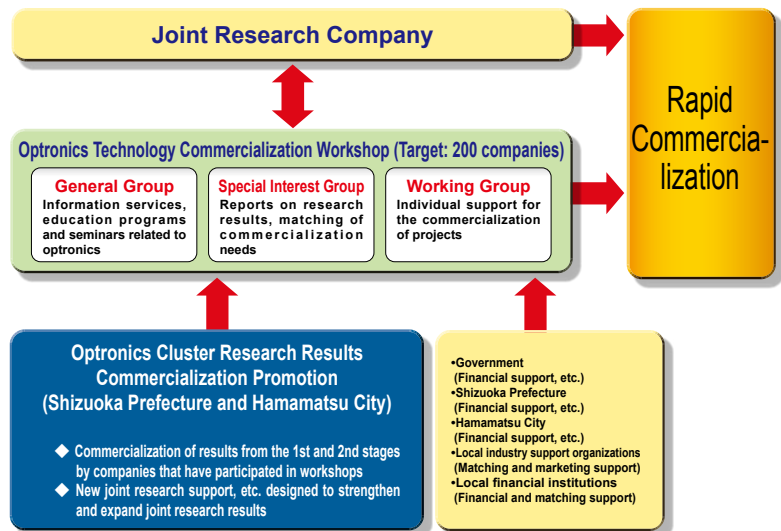 Joint Research Company
Rapid
Commercia-
lization
Optronics Technology Commercialization Workshop (Target: 200 companies)
General Group
Information services,
education programs
and seminars related to
optronics
Special Interest Group
Reports on research
results, matching of
commercialization
needs
Working Group
Individual support for
the commercialization
of projects
Optronics Cluster Research Results
Commercialization Promotion
(Shizuoka Prefecture and Hamamatsu City)
◆ Commercialization of results from the 1st and 2nd stages
by companies that have participated in workshops
◆ New joint research support, etc. designed to strengthen
and expand joint research results
•Government
(Financial support, etc.)
•Shizuoka Prefecture
(Financial support, etc.)
•Hamamatsu City
(Financial support, etc.)
•Local industry support organizations
(Matching and marketing support)
•Local financial institutions
(Financial and matching support)